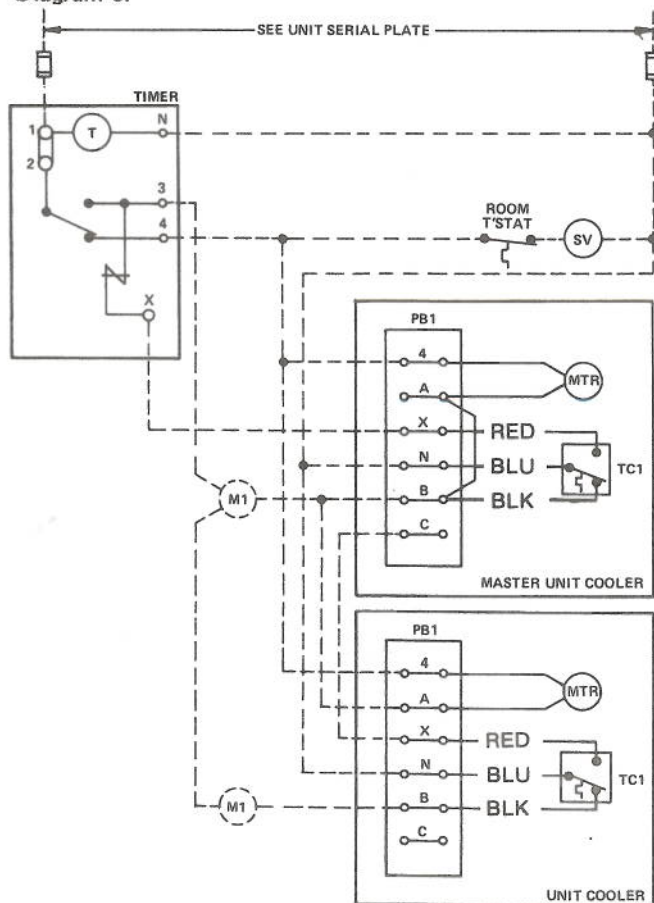 SEE UNIT SERIAL PLATE
TIMER
1
T
N
2
3
4
X
ROOM
T'STAT
SV
PB1
4
MTR
A
X
RED
N
BLU
TC1
M1
B
BLK
C
MASTER UNIT COOLER
PB1
4
MTR
A
X
RED
N
BLU
TC1
M1
B
BLK
C
UNIT COOLER